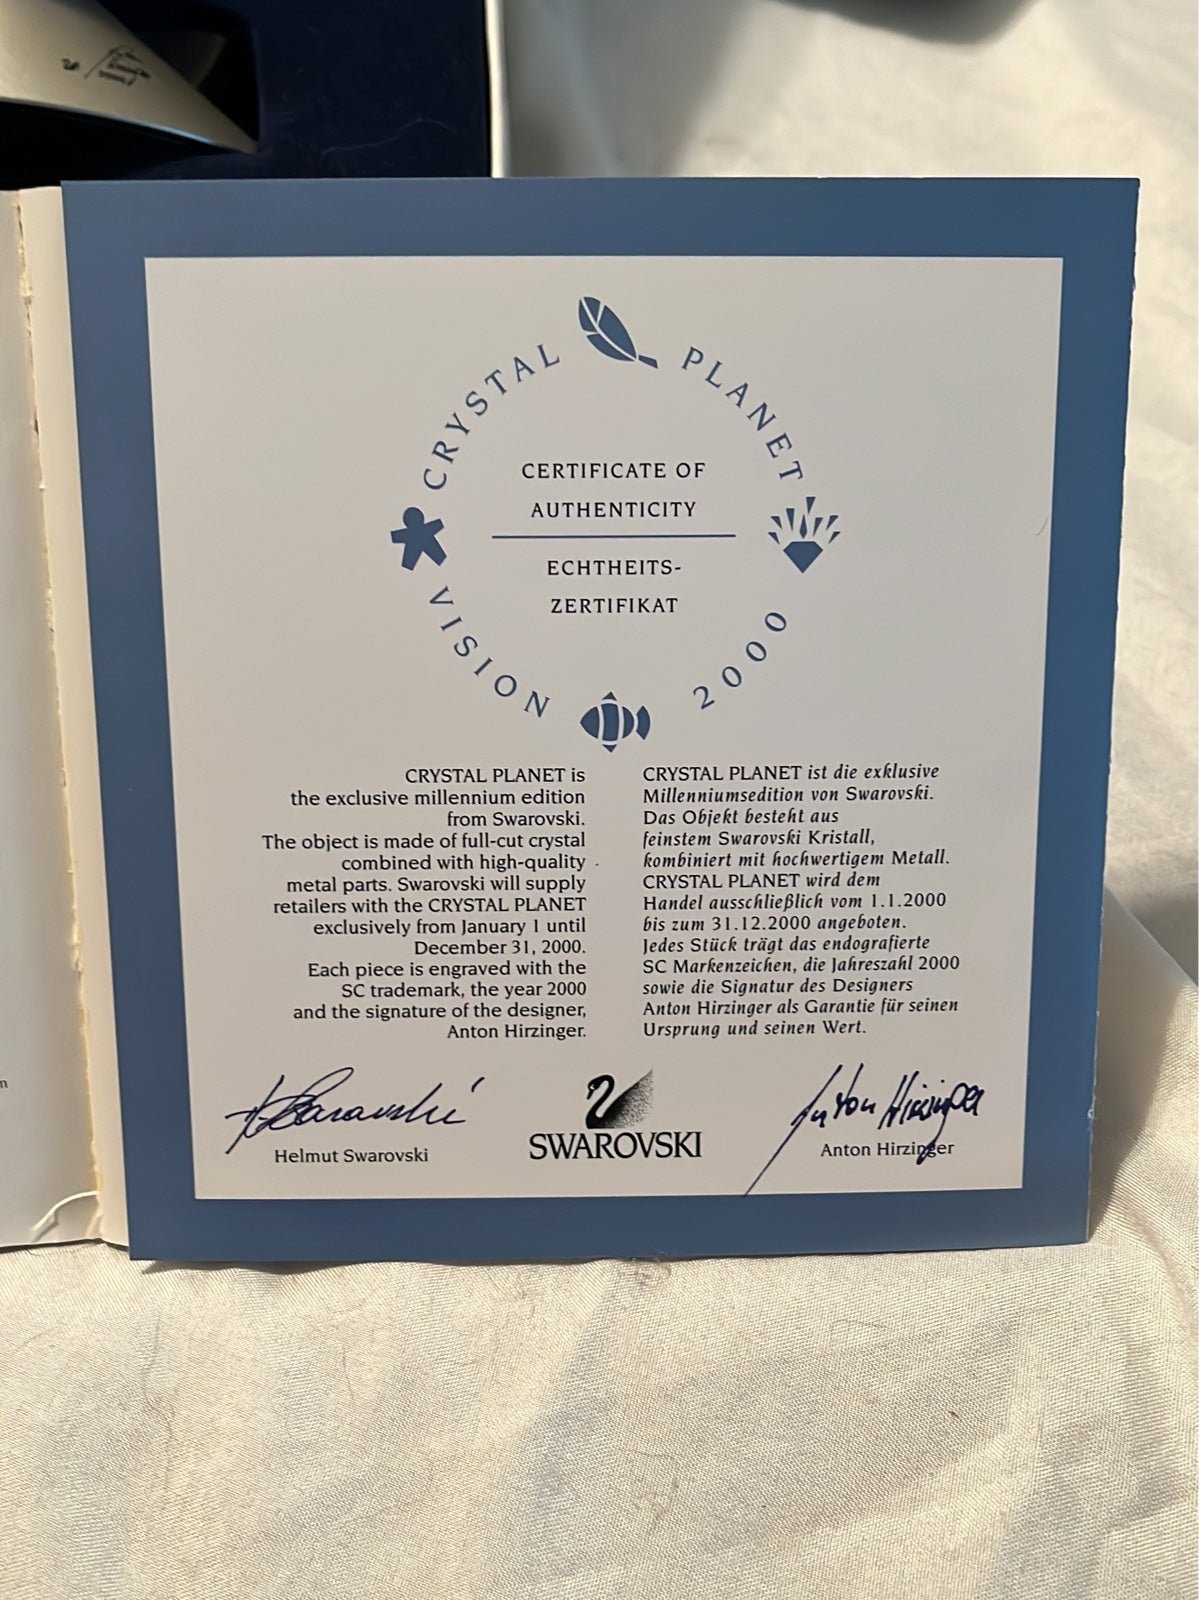 CRYSTAL PLANET
VISION 2000
CERTIFICATE OF
AUTHENTICITY
ECHTHEITS-
ZERTIFIKAT
CRYSTAL PLANET is
the exclusive millennium edition
from Swarovski.
The object is made of full-cut crystal
combined with high-quality
metal parts. Swarovski will supply
retailers with the CRYSTAL PLANET
exclusively from January 1 until
December 31, 2000.
Each piece is engraved with the
SC trademark, the year 2000
and the signature of the designer,
Anton Hirzinger.
CRYSTAL PLANET ist die exklusive
Millenniumsedition von Swarovski.
Das Objekt besteht aus
feinstem Swarovski Kristall,
kombiniert mit hochwertigem Metall.
CRYSTAL PLANET wird dem
Handel ausschließlich vom 1.1.2000
bis zum 31.12.2000 angeboten.
Jedes Stück trägt das endografierte
SC Markenzeichen, die Jahreszahl 2000
sowie die Signatur des Designers
Anton Hirzinger als Garantie für seinen
Ursprung und seinen Wert.
Helmut Swarovski
SWAROVSKI
Anton Hirzinger
Anton Hirzinger